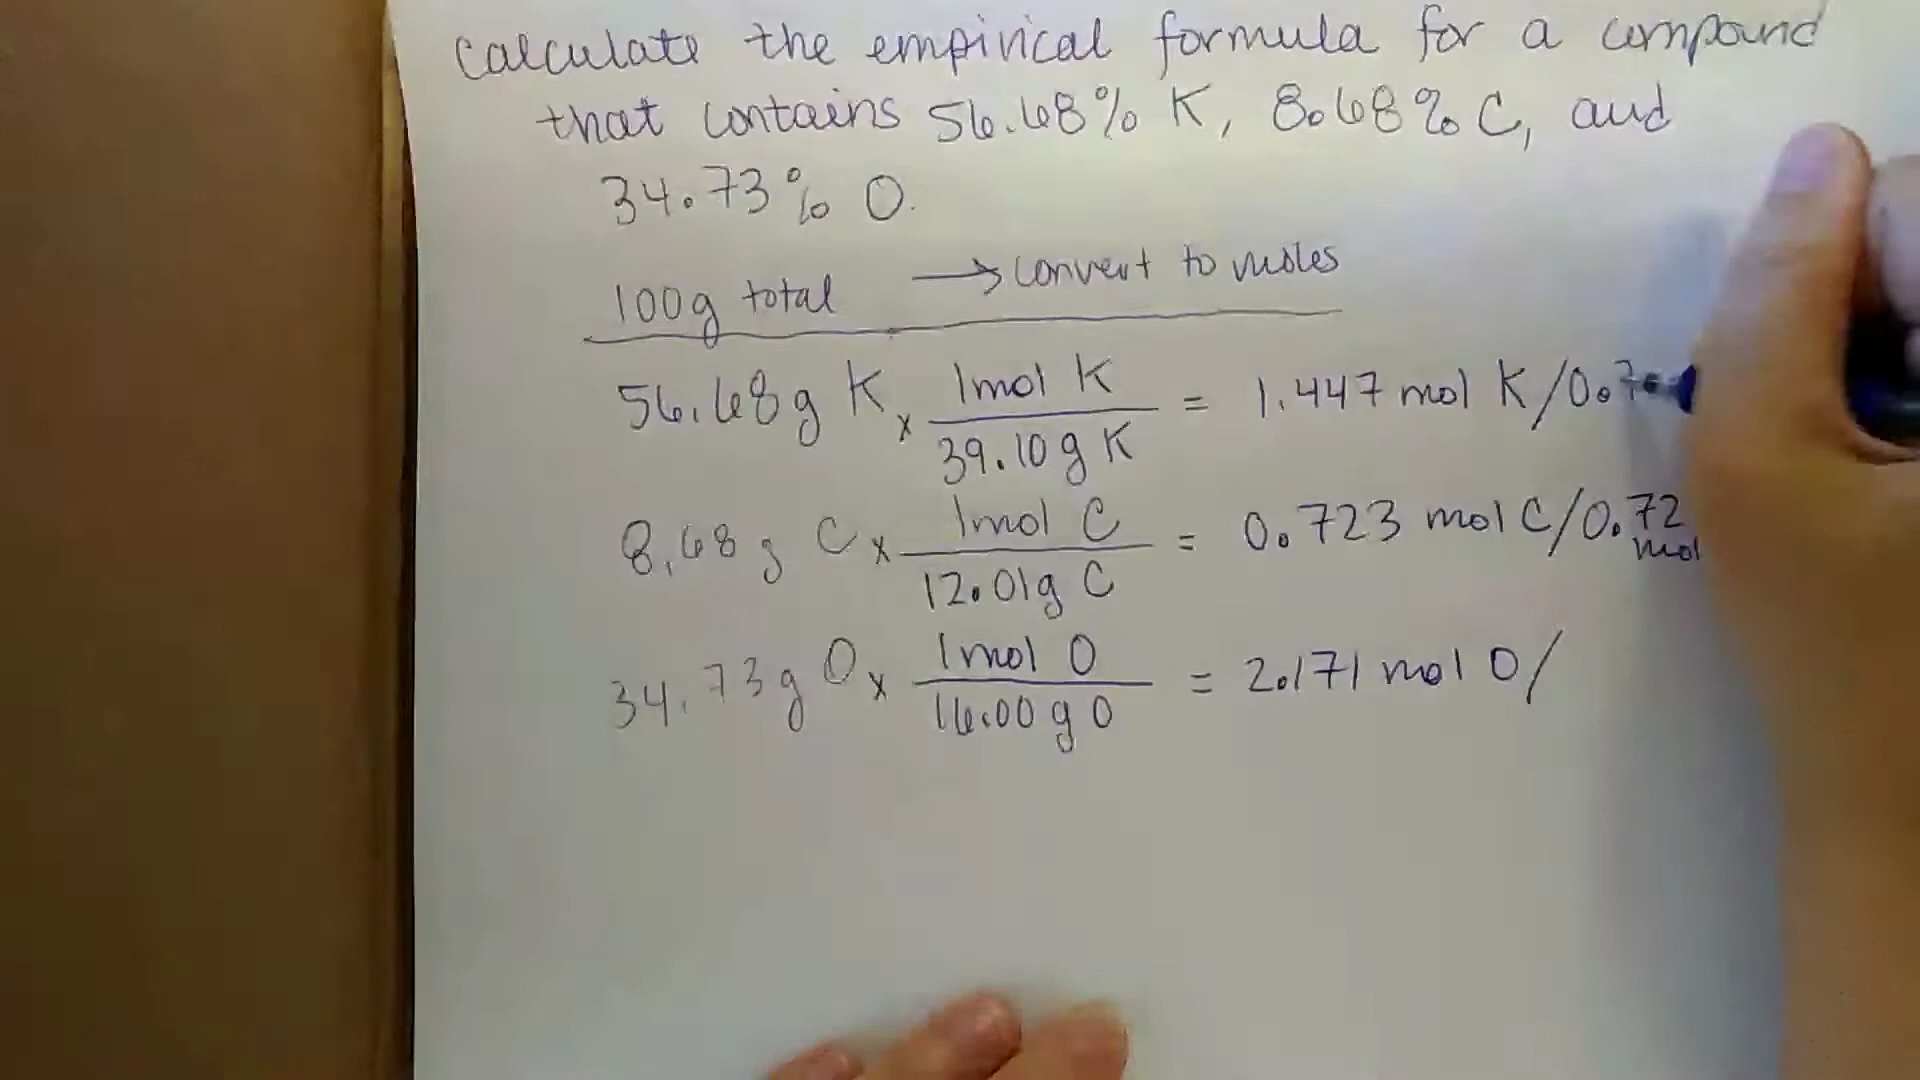 calculate the empirical formula for a compound
that contains 56.68% K, 8.68% C, and
34.73% O.
100g total → convert to moles
56.68g K x 1mol K / 39.10g K = 1.447 mol K/0.7
8.68g C x 1mol C / 12.01g C = 0.723 mol C/0.72 mol
34.73g O x 1mol O / 16.00g O = 2.171 mol O/